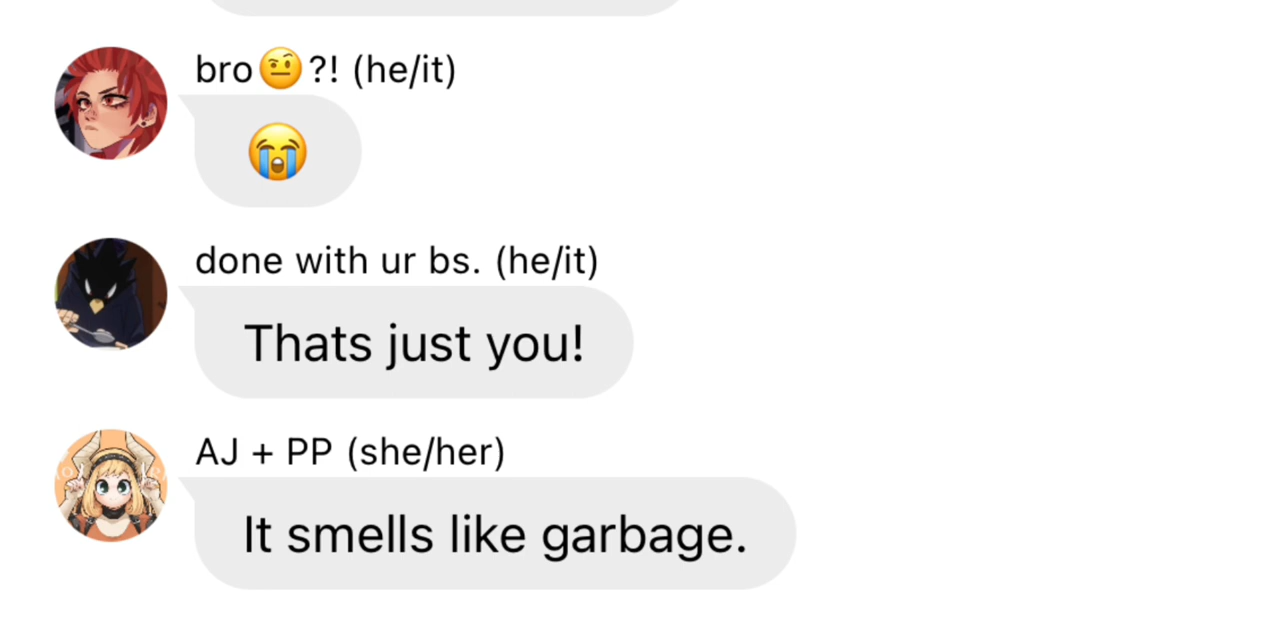 bro🤨?! (he/it)
😭
done with ur bs. (he/it)
Thats just you!
AJ + PP (she/her)
It smells like garbage.